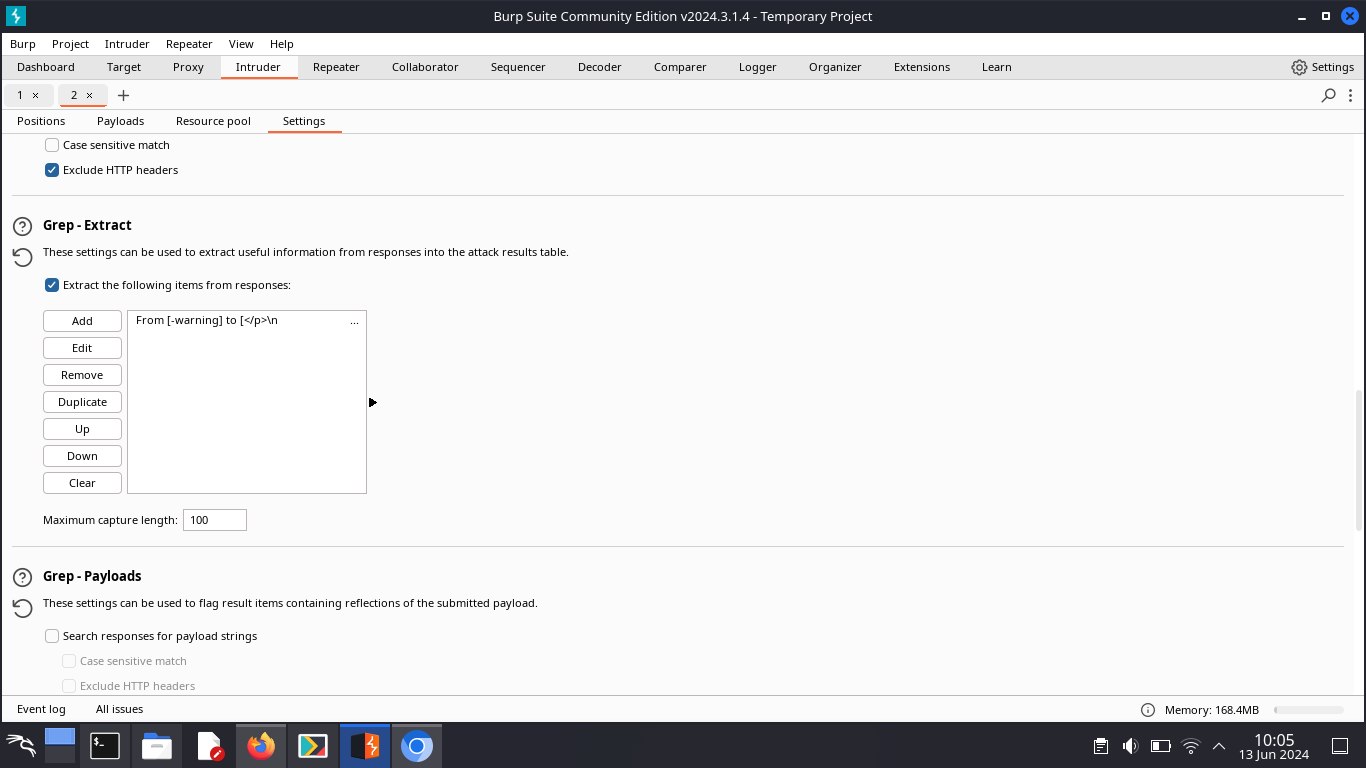 Burp Suite Community Edition v2024.3.1.4 - Temporary Project
Burp Project Intruder Repeater View Help
Dashboard Target Proxy Intruder Repeater Collaborator Sequencer Decoder Comparer Logger Organizer Extensions Learn Settings
1 × 2 × +
Positions Payloads Resource pool Settings
Case sensitive match
Exclude HTTP headers
Grep - Extract
These settings can be used to extract useful information from responses into the attack results table.
Extract the following items from responses:
Add
From [-warning] to [</p>\n ...
Edit
Remove
Duplicate
Up
Down
Clear
Maximum capture length: 100
Grep - Payloads
These settings can be used to flag result items containing reflections of the submitted payload.
Search responses for payload strings
Case sensitive match
Exclude HTTP headers
Event log All issues Memory: 168.4MB
10:05
13 Jun 2024